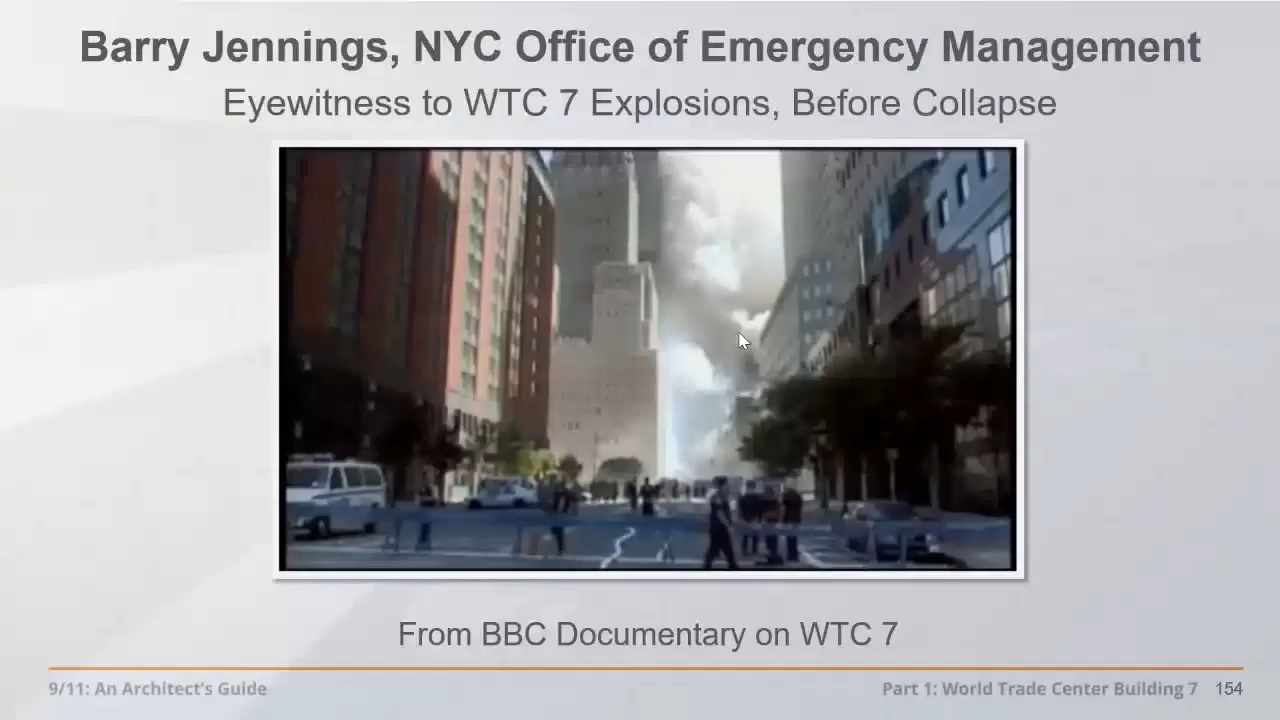 Barry Jennings, NYC Office of Emergency Management
Eyewitness to WTC 7 Explosions, Before Collapse
From BBC Documentary on WTC 7
9/11: An Architect's Guide
Part 1: World Trade Center Building 7 154